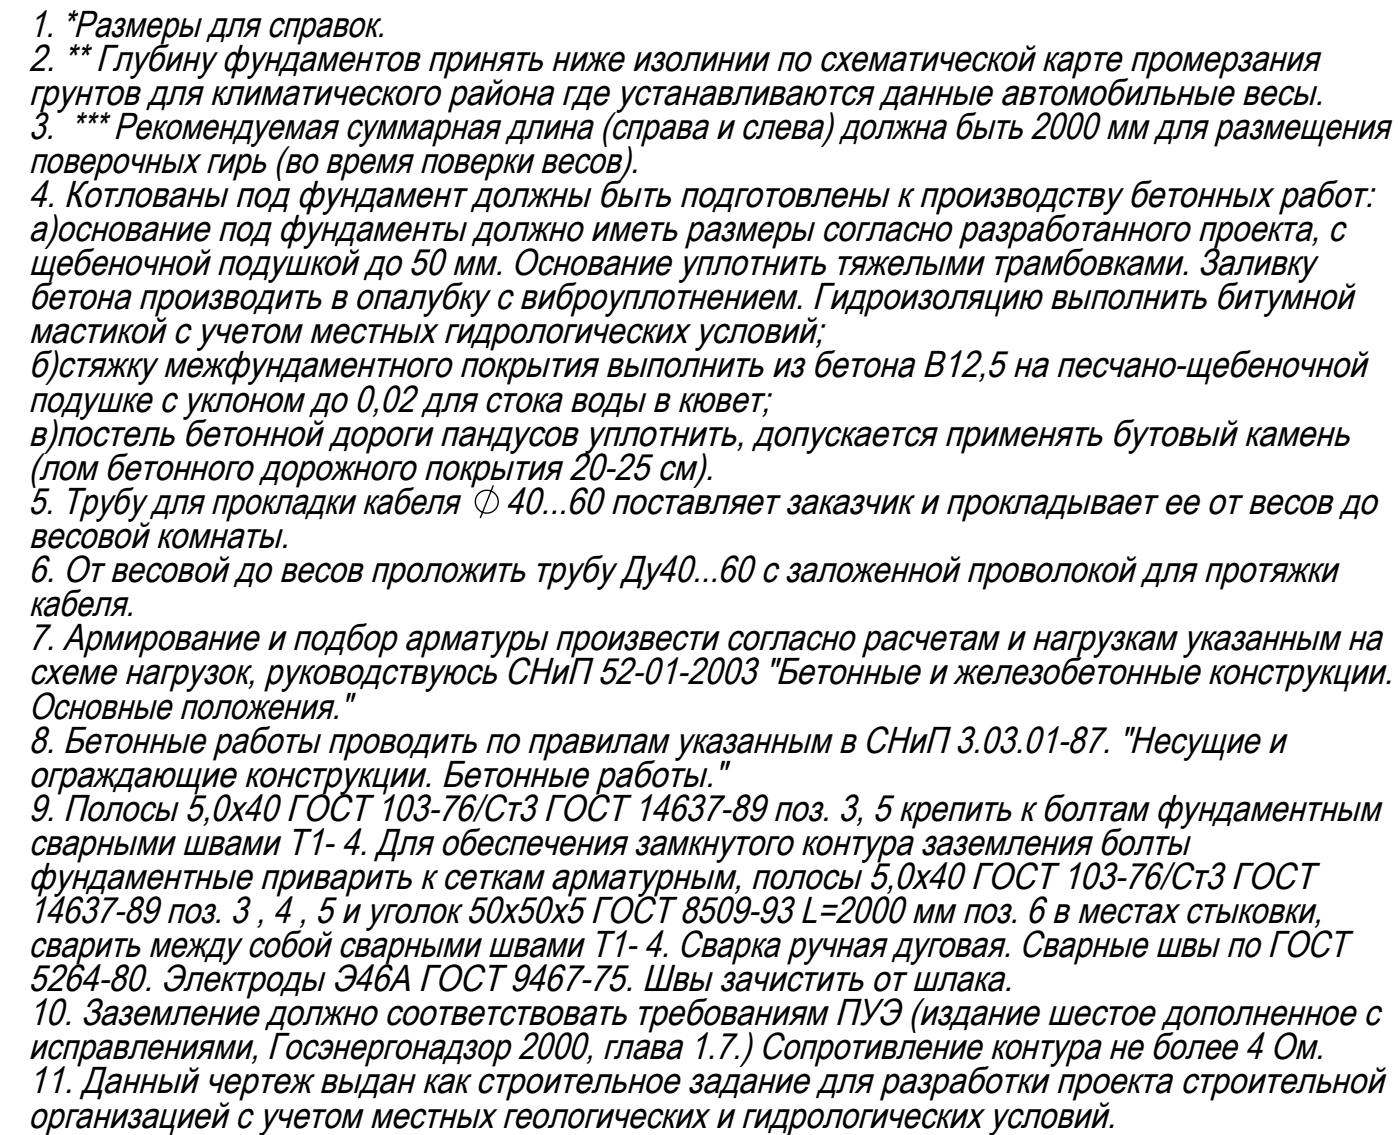 1. *Размеры для справок.
2. ** Глубину фундаментов принять ниже изолинии по схематической карте промерзания
грунтов для климатического района где устанавливаются данные автомобильные весы.
3.  *** Рекомендуемая суммарная длина (справа и слева) должна быть 2000 мм для размещения
поверочных гирь (во время поверки весов).
4. Котлованы под фундамент должны быть подготовлены к производству бетонных работ:
а)основание под фундаменты должно иметь размеры согласно разработанного проекта, с
щебеночной подушкой до 50 мм. Основание уплотнить тяжелыми трамбовками. Заливку
бетона производить в опалубку с виброуплотнением. Гидроизоляцию выполнить битумной
мастикой с учетом местных гидрологических условий;
б)стяжку межфундаментного покрытия выполнить из бетона В12,5 на песчано-щебеночной
подушке с уклоном до 0,02 для стока воды в кювет;
в)постель бетонной дороги пандусов уплотнить, допускается применять бутовый камень
(лом бетонного дорожного покрытия 20-25 см).
5. Трубу для прокладки кабеля ∅ 40...60 поставляет заказчик и прокладывает ее от весов до
весовой комнаты.
6. От весовой до весов проложить трубу Ду40...60 с заложенной проволокой для протяжки
кабеля.
7. Армирование и подбор арматуры произвести согласно расчетам и нагрузкам указанным на
схеме нагрузок, руководствуюсь СНиП 52-01-2003 "Бетонные и железобетонные конструкции.
Основные положения."
8. Бетонные работы проводить по правилам указанным в СНиП 3.03.01-87. "Несущие и
ограждающие конструкции. Бетонные работы."
9. Полосы 5,0х40 ГОСТ 103-76/Ст3 ГОСТ 14637-89 поз. 3, 5 крепить к болтам фундаментным
сварными швами Т1- 4. Для обеспечения замкнутого контура заземления болты
фундаментные приварить к сеткам арматурным, полосы 5,0х40 ГОСТ 103-76/Ст3 ГОСТ
14637-89 поз. 3 , 4 , 5 и уголок 50х50х5 ГОСТ 8509-93 L=2000 мм поз. 6 в местах стыковки,
сварить между собой сварными швами Т1- 4. Сварка ручная дуговая. Сварные швы по ГОСТ
5264-80. Электроды Э46А ГОСТ 9467-75. Швы зачистить от шлака.
10. Заземление должно соответствовать требованиям ПУЭ (издание шестое дополненное с
исправлениями, Госэнергонадзор 2000, глава 1.7.) Сопротивление контура не более 4 Ом.
11. Данный чертеж выдан как строительное задание для разработки проекта строительной
организацией с учетом местных геологических и гидрологических условий.